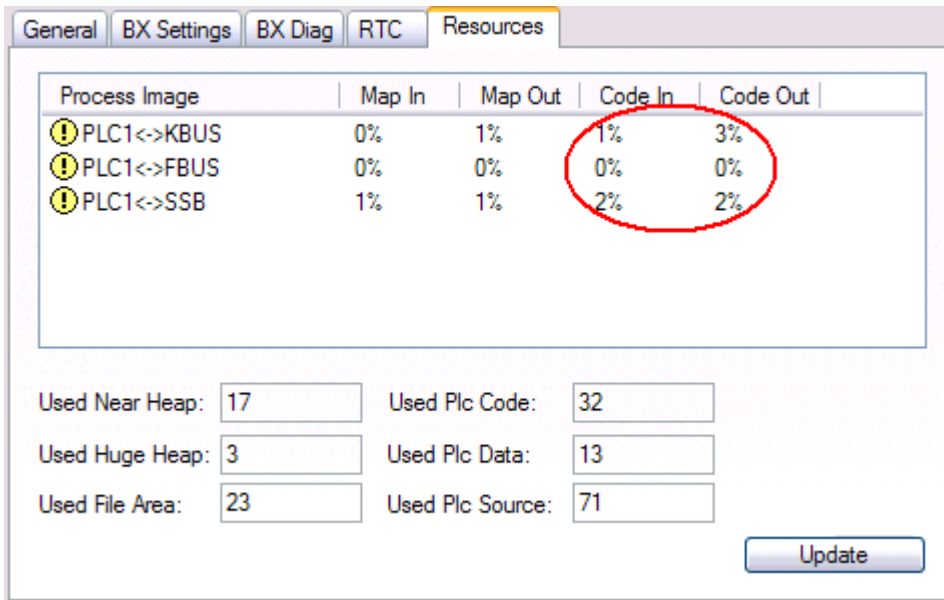 General BX Settings BX Diag RTC Resources
Process Image Map In Map Out Code In Code Out
PLC1<->KBUS 0% 1% 1% 3%
PLC1<->FBUS 0% 0% 0% 0%
PLC1<->SSB 1% 1% 2% 2%
Used Near Heap: 17 Used Plc Code: 32
Used Huge Heap: 3 Used Plc Data: 13
Used File Area: 23 Used Plc Source: 71
Update